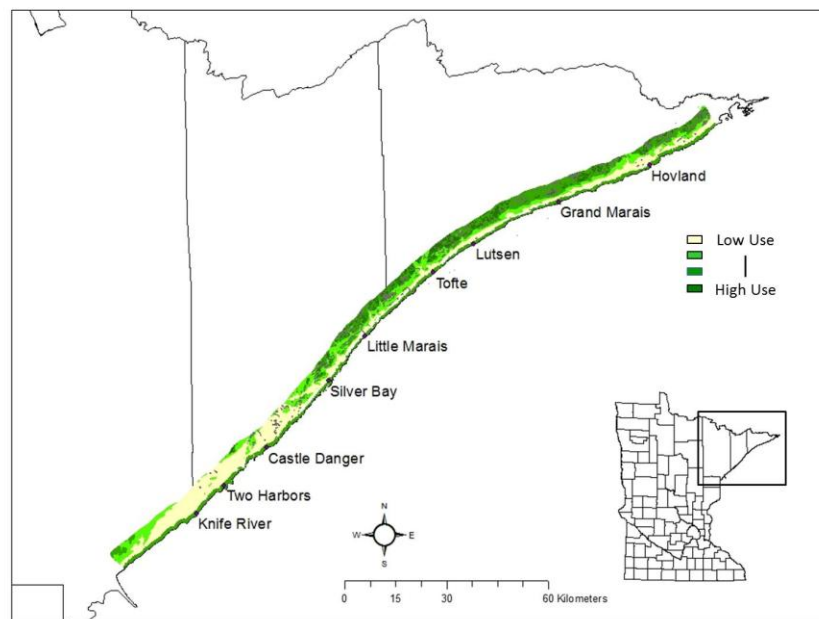 Hovland
Grand Marais
Lutsen
Low Use
High Use
Tofte
Little Marais
Silver Bay
Castle Danger
Two Harbors
Knife River
N
W E
S
0 15 30 60 Kilometers